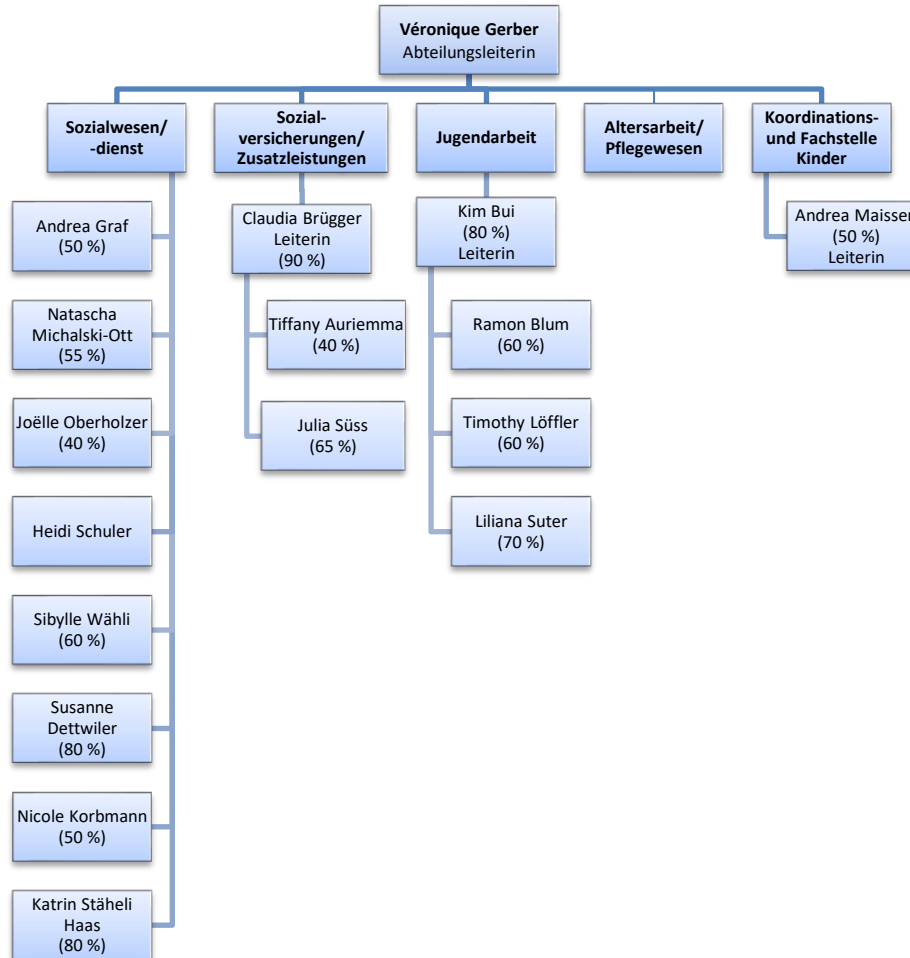 Véronique Gerber
Abteilungsleiterin
Sozialwesen/
-dienst
Sozial-
versicherungen/
Zusatzleistungen
Jugendarbeit
Altersarbeit/
Pflegewesen
Koordinations-
und Fachstelle
Kinder
Andrea Graf
(50 %)
Natascha
Michalski-Ott
(55 %)
Joëlle Oberholzer
(40 %)
Heidi Schuler
Sibylle Wähli
(60 %)
Susanne
Dettwiler
(80 %)
Nicole Korbmann
(50 %)
Katrin Stäheli
Haas
(80 %)
Claudia Brügger
Leiterin
(90 %)
Tiffany Auriemma
(40 %)
Julia Süss
(65 %)
Kim Bui
(80 %)
Leiterin
Ramon Blum
(60 %)
Timothy Löffler
(60 %)
Liliana Suter
(70 %)
Andrea Maissen
(50 %)
Leiterin